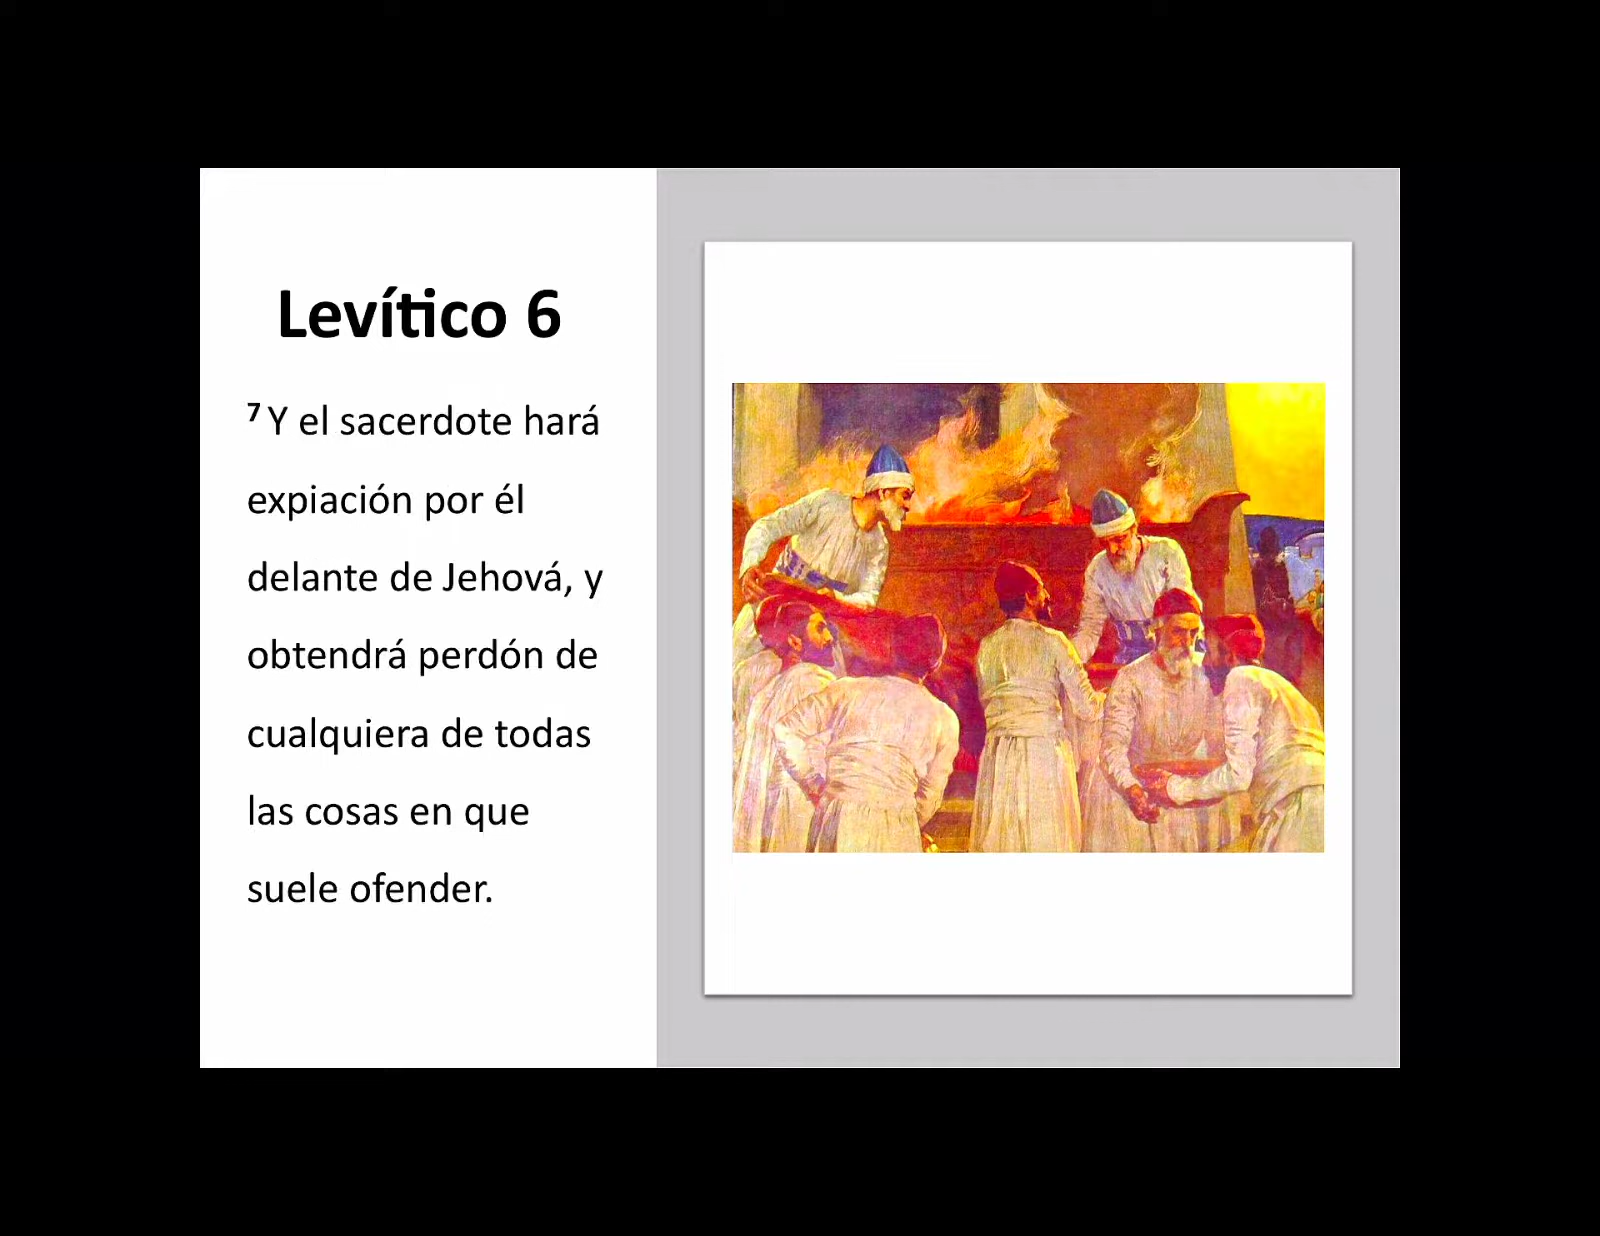 Levítico 6
7 Y el sacerdote hará
expiación por él
delante de Jehová, y
obtendrá perdón de
cualquiera de todas
las cosas en que
suele ofender.